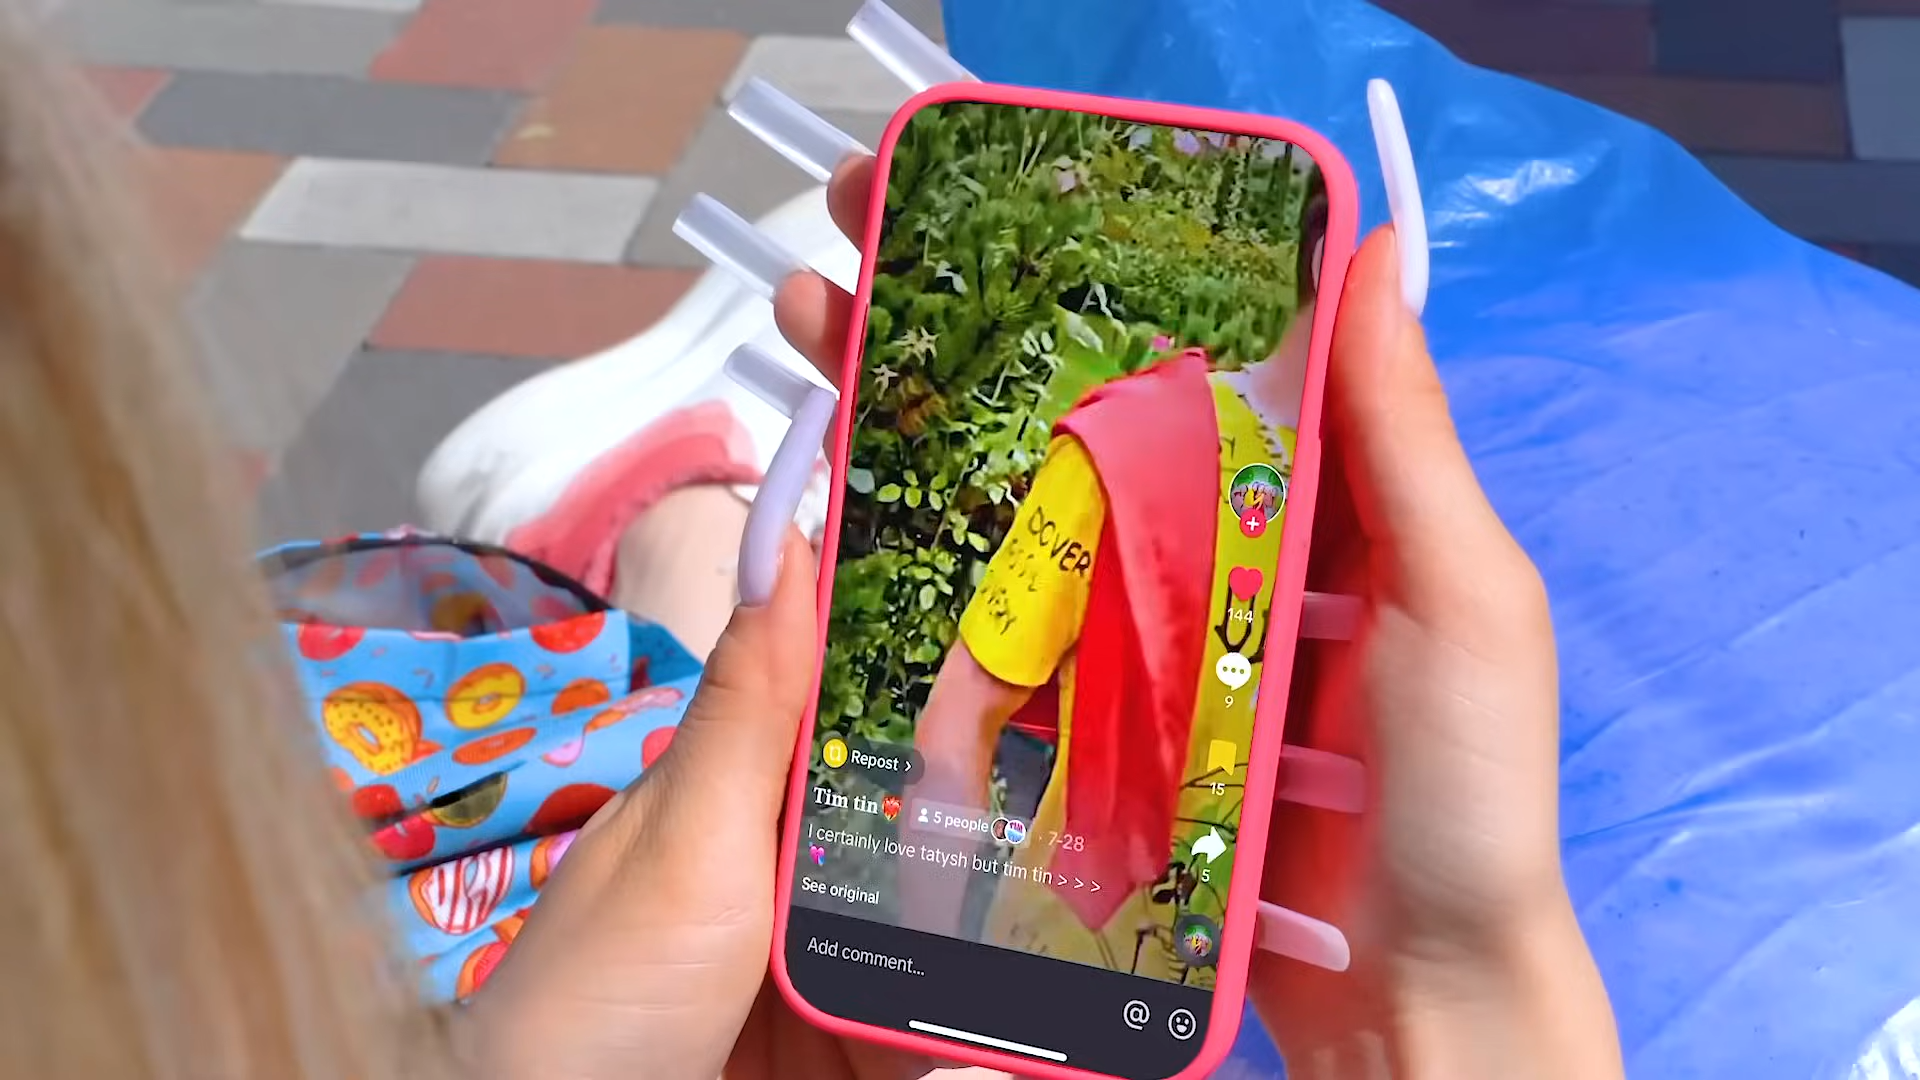 DOVER
144
9
15
5
n Repost >
Tim tin❤️‍🔥 5 people · 7-28
I certainly love tatysh but tim tin > > >
💘
See original
Add comment...
@